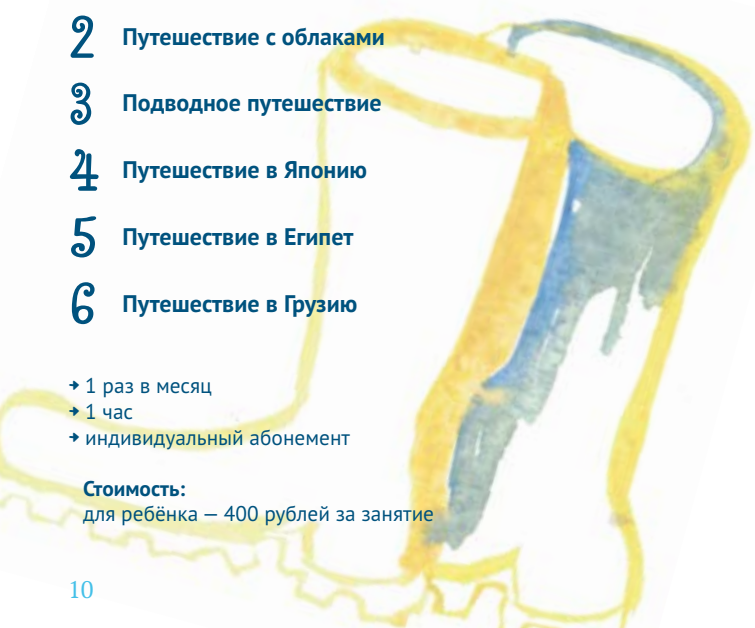 2 Путешествие с облаками
3 Подводное путешествие
4 Путешествие в Японию
5 Путешествие в Египет
6 Путешествие в Грузию
→ 1 раз в месяц
→ 1 час
→ индивидуальный абонемент
Стоимость:
для ребёнка — 400 рублей за занятие
10